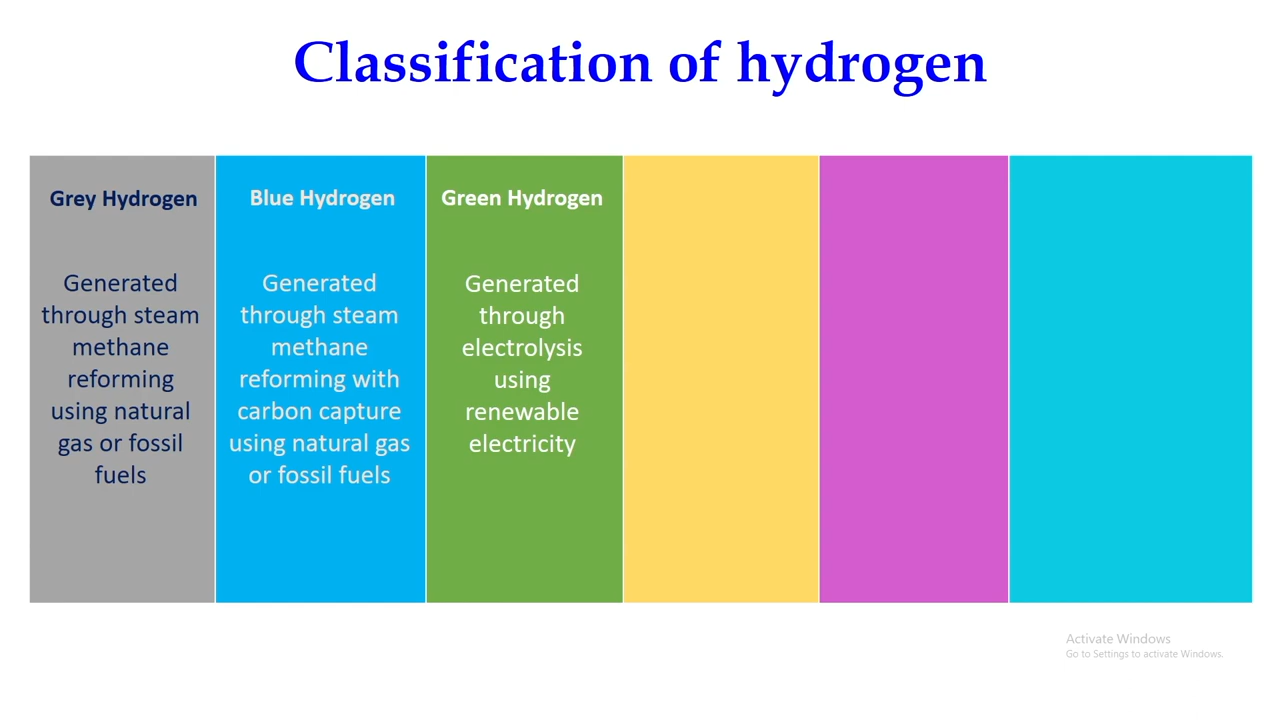 Classification of hydrogen
Grey Hydrogen
Generated
through steam
methane
reforming
using natural
gas or fossil
fuels
Blue Hydrogen
Generated
through steam
methane
reforming with
carbon capture
using natural gas
or fossil fuels
Green Hydrogen
Generated
through
electrolysis
using
renewable
electricity
Activate Windows
Go to Settings to activate Windows.